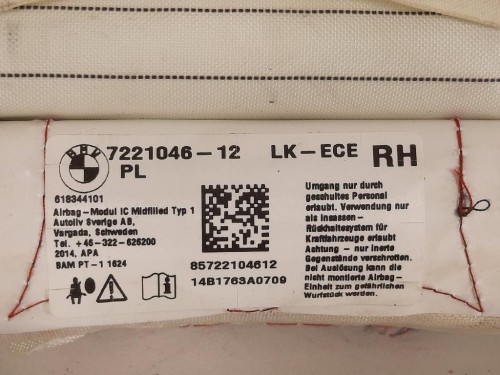 BMW
7221046-12 LK-ECE RH
PL
618344101
Airbag-Modul IC Midfilled Typ 1
Autoliv Sverige AB,
Vargada, Schweden
Tel. +46-322-626200
2014, APA
BAM PT-1 1624
85722104612
14B1763A0709
Umgang nur durch
geschultes Personal
erlaubt. Verwendung nur
als Insassen-
Rückhaltesystem für
Kraftfahrzeuge erlaubt
Achtung - nur inerte
Gegenstände verschrotten.
Bei Auslösung kann die
nicht montierte Airbag-
Einheit zum gefährlichen
Wurfstück werden.